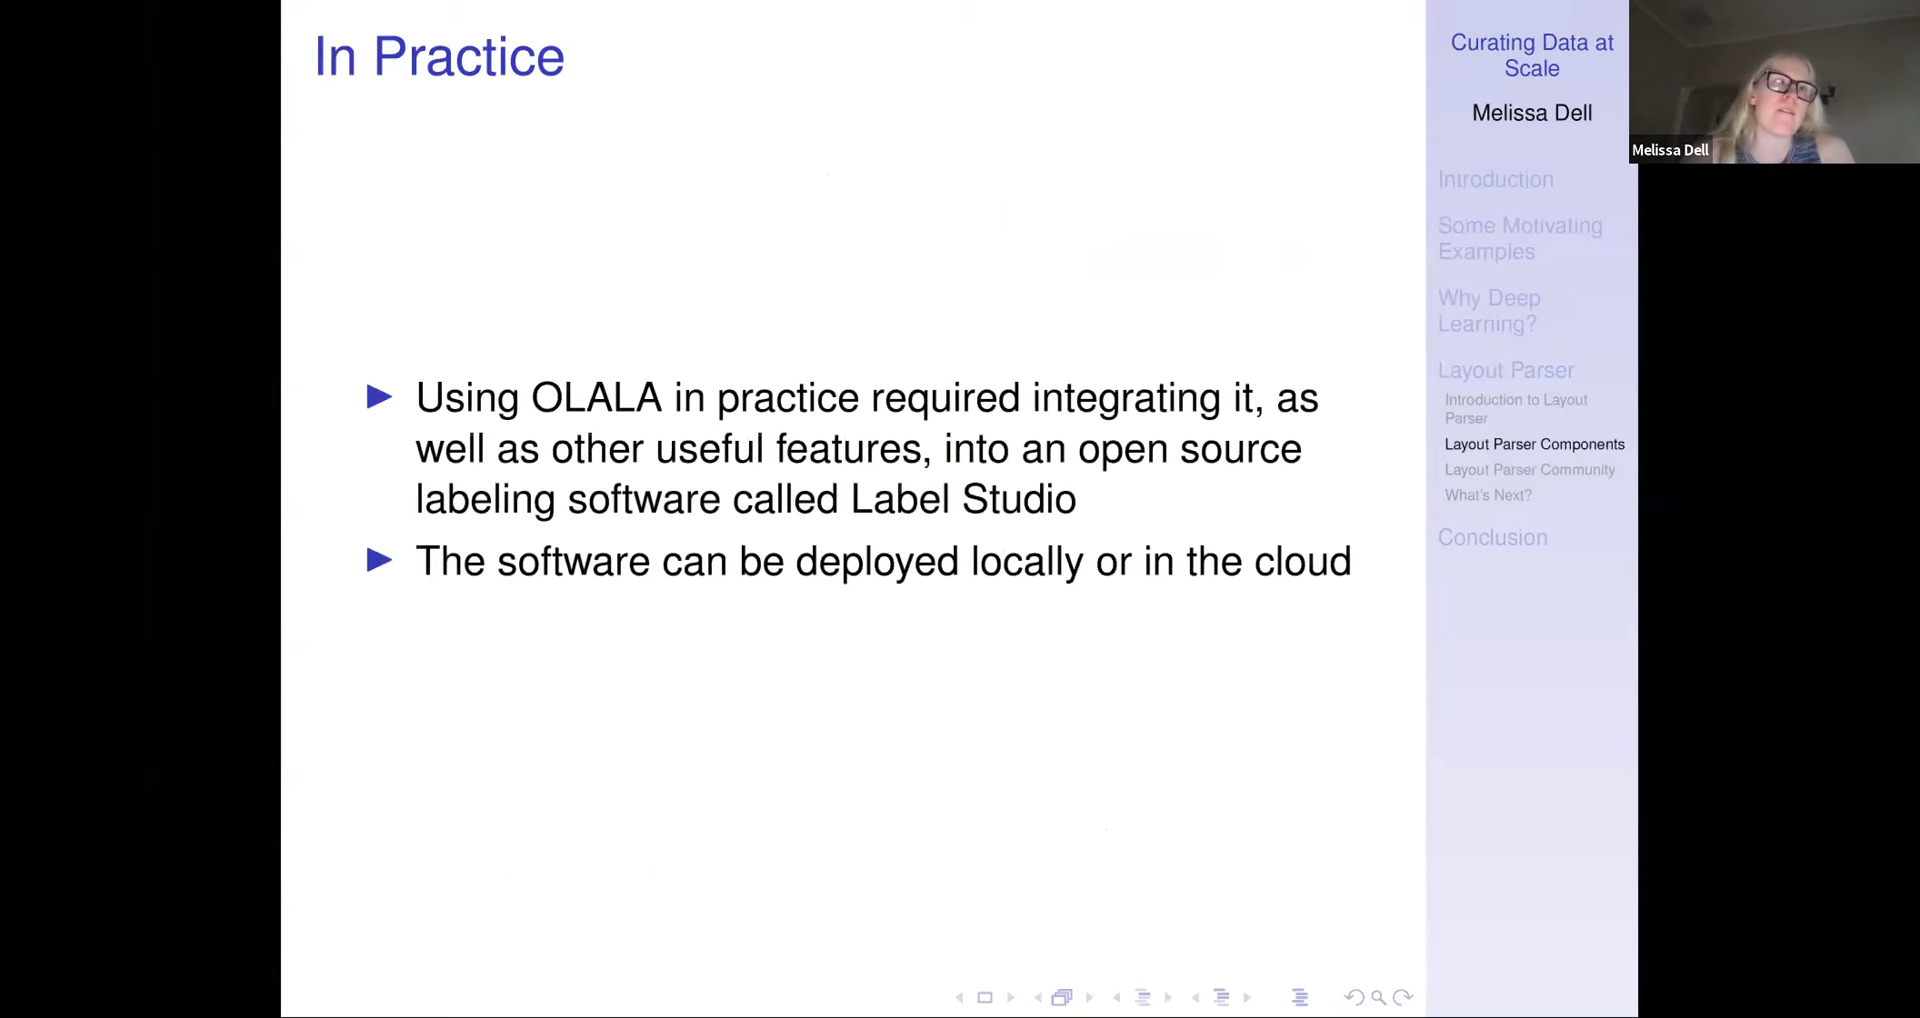 In Practice
Using OLALA in practice required integrating it, as
well as other useful features, into an open source
labeling software called Label Studio
The software can be deployed locally or in the cloud
Curating Data at
Scale
Melissa Dell
Introduction
Some Motivating
Examples
Why Deep
Learning?
Layout Parser
Introduction to Layout
Parser
Layout Parser Components
Layout Parser Community
What's Next?
Conclusion
Melissa Dell